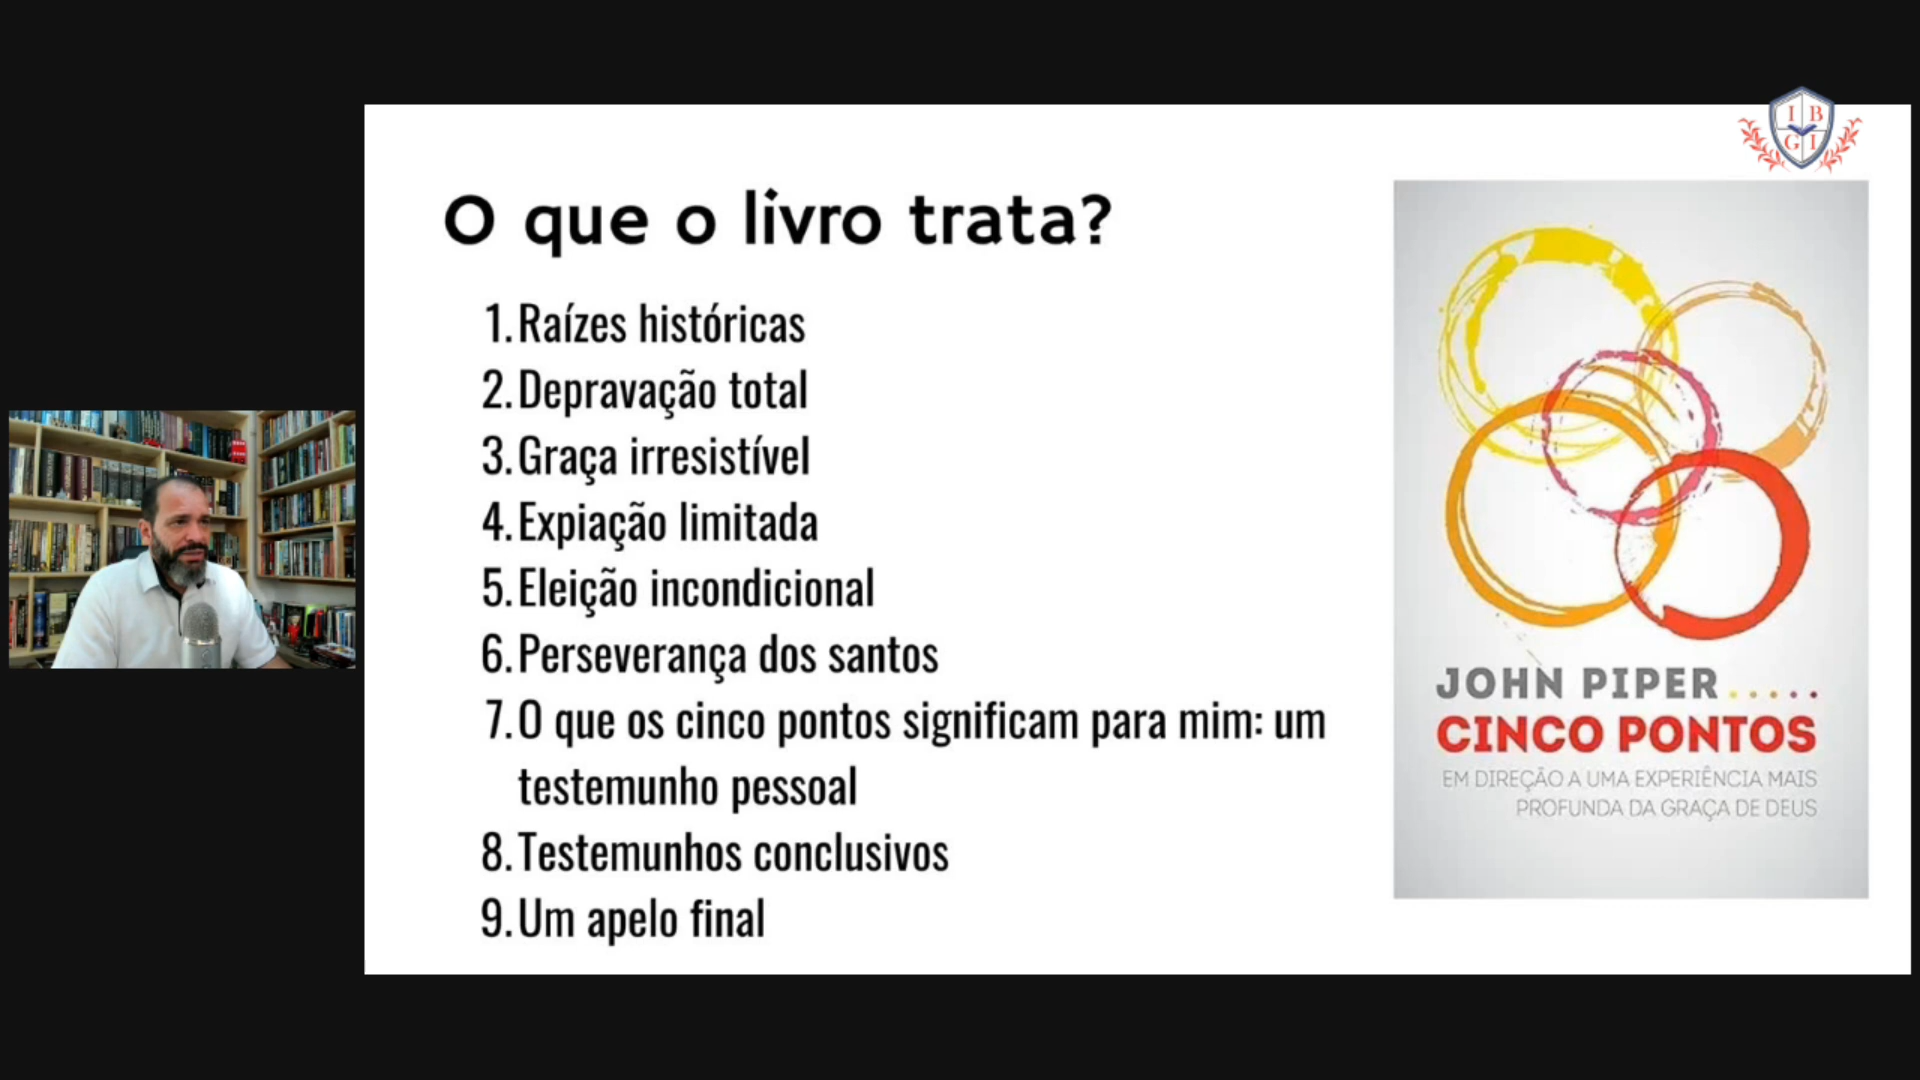 I B
G I
O que o livro trata?
1. Raízes históricas
2. Depravação total
3. Graça irresistível
4. Expiação limitada
5. Eleição incondicional
6. Perseverança dos santos
7. O que os cinco pontos significam para mim: um
testemunho pessoal
8. Testemunhos conclusivos
9. Um apelo final
JOHN PIPER.....
CINCO PONTOS
EM DIREÇÃO A UMA EXPERIÊNCIA MAIS
PROFUNDA DA GRAÇA DE DEUS